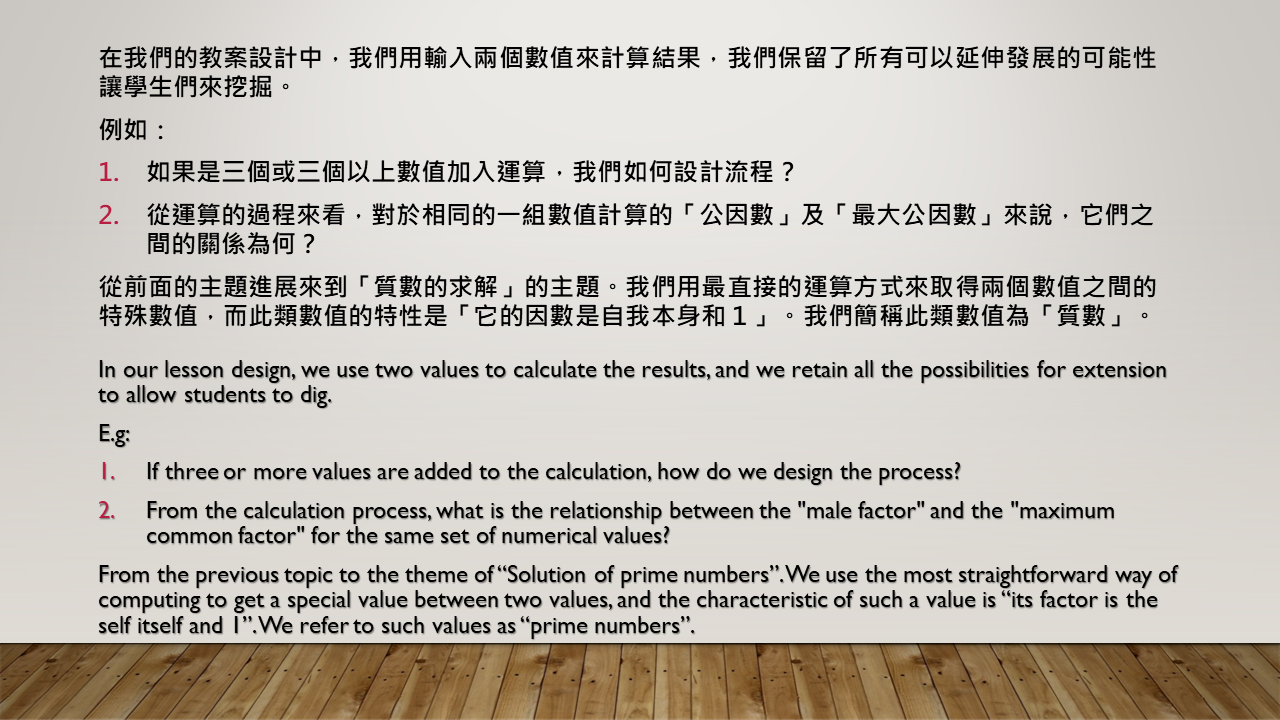 在我們的教案設計中，我們用輸入兩個數值來計算結果，我們保留了所有可以延伸發展的可能性
讓學生們來挖掘。
例如：
1. 如果是三個或三個以上數值加入運算，我們如何設計流程？
2. 從運算的過程來看，對於相同的一組數值計算的「公因數」及「最大公因數」來說，它們之
間的關係為何？
從前面的主題進展來到「質數的求解」的主題。我們用最直接的運算方式來取得兩個數值之間的
特殊數值，而此類數值的特性是「它的因數是自我本身和1」。我們簡稱此類數值為「質數」。
In our lesson design, we use two values to calculate the results, and we retain all the possibilities for extension
to allow students to dig.
E.g:
1. If three or more values are added to the calculation, how do we design the process?
2. From the calculation process, what is the relationship between the "male factor" and the "maximum
common factor" for the same set of numerical values?
From the previous topic to the theme of “Solution of prime numbers”. We use the most straightforward way of
computing to get a special value between two values, and the characteristic of such a value is “its factor is the
self itself and 1”. We refer to such values as “prime numbers”.